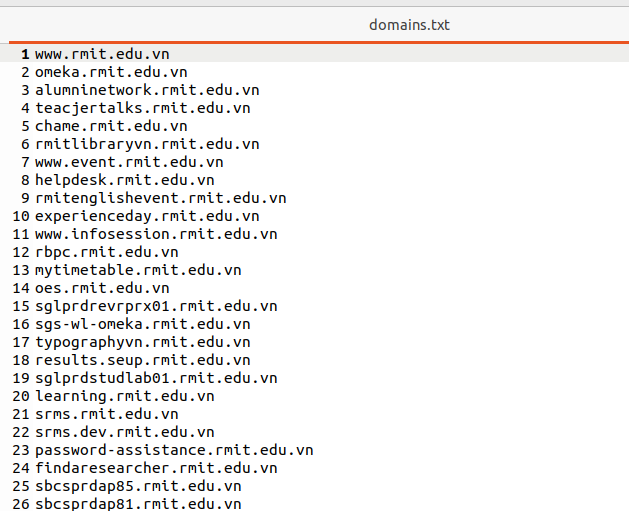 domains.txt
1 www.rmit.edu.vn
2 omeka.rmit.edu.vn
3 alumninetwork.rmit.edu.vn
4 teacjertalks.rmit.edu.vn
5 chame.rmit.edu.vn
6 rmitlibraryvn.rmit.edu.vn
7 www.event.rmit.edu.vn
8 helpdesk.rmit.edu.vn
9 rmitenglishevent.rmit.edu.vn
10 experienceday.rmit.edu.vn
11 www.infosession.rmit.edu.vn
12 rbpc.rmit.edu.vn
13 mytimetable.rmit.edu.vn
14 oes.rmit.edu.vn
15 sglprdrevrprx01.rmit.edu.vn
16 sgs-wl-omeka.rmit.edu.vn
17 typographyvn.rmit.edu.vn
18 results.seup.rmit.edu.vn
19 sglprdstudlab01.rmit.edu.vn
20 learning.rmit.edu.vn
21 srms.rmit.edu.vn
22 srms.dev.rmit.edu.vn
23 password-assistance.rmit.edu.vn
24 findaresearcher.rmit.edu.vn
25 sbcsprdap85.rmit.edu.vn
26 sbcsprdap81.rmit.edu.vn